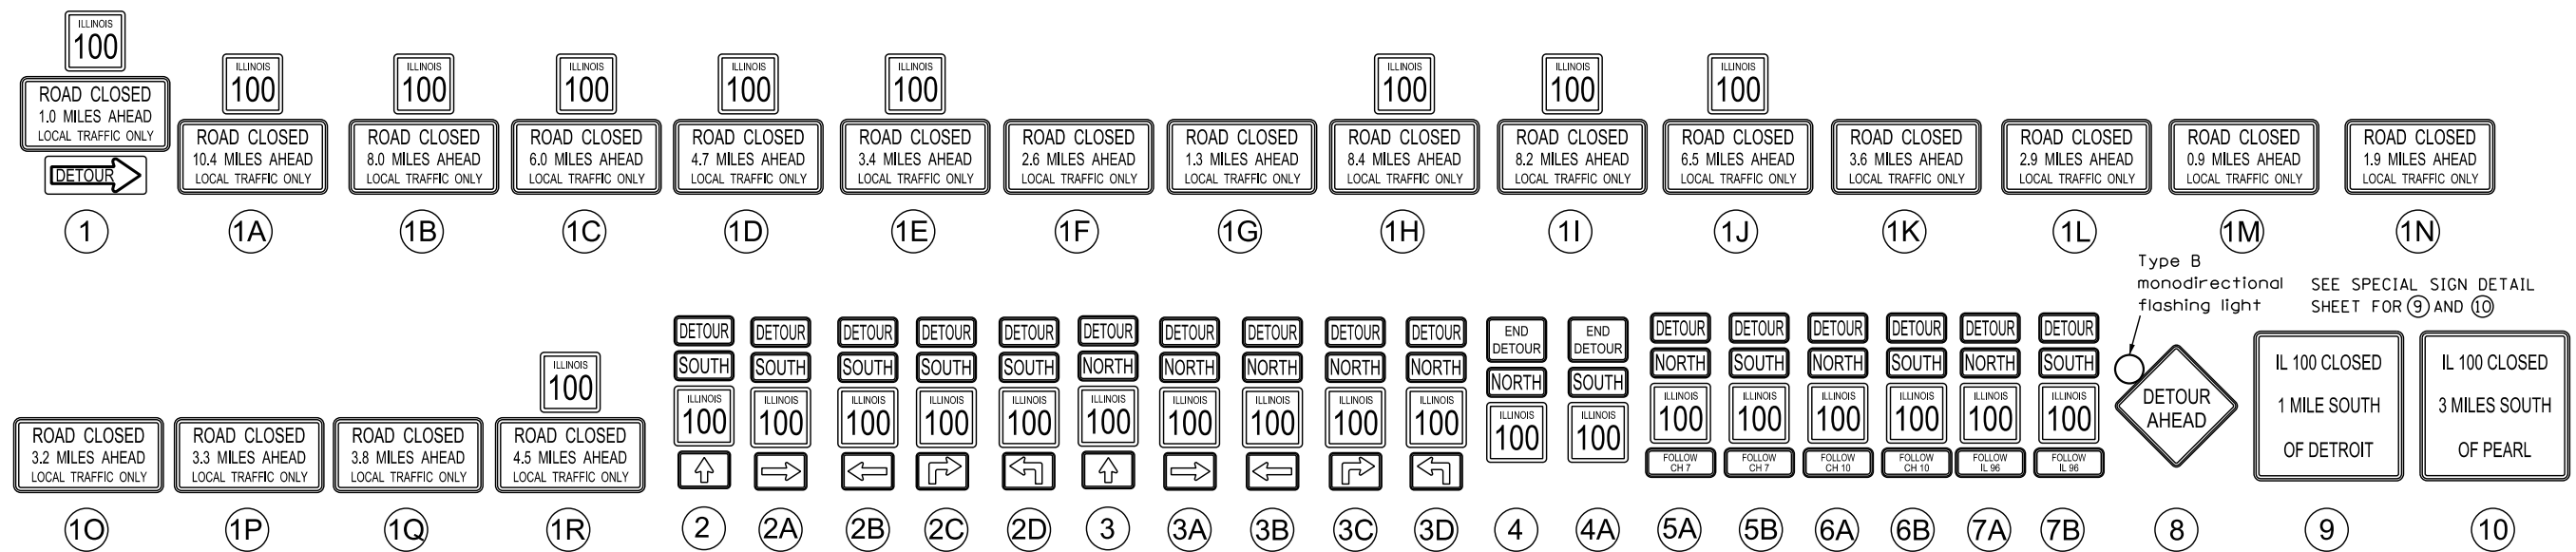 ILLINOIS
100
ROAD CLOSED
1.0 MILES AHEAD
LOCAL TRAFFIC ONLY
DETOUR
1
ILLINOIS
100
ROAD CLOSED
10.4 MILES AHEAD
LOCAL TRAFFIC ONLY
1A
ILLINOIS
100
ROAD CLOSED
8.0 MILES AHEAD
LOCAL TRAFFIC ONLY
1B
ILLINOIS
100
ROAD CLOSED
6.0 MILES AHEAD
LOCAL TRAFFIC ONLY
1C
ILLINOIS
100
ROAD CLOSED
4.7 MILES AHEAD
LOCAL TRAFFIC ONLY
1D
ILLINOIS
100
ROAD CLOSED
3.4 MILES AHEAD
LOCAL TRAFFIC ONLY
1E
ROAD CLOSED
2.6 MILES AHEAD
LOCAL TRAFFIC ONLY
1F
ROAD CLOSED
1.3 MILES AHEAD
LOCAL TRAFFIC ONLY
1G
ILLINOIS
100
ROAD CLOSED
8.4 MILES AHEAD
LOCAL TRAFFIC ONLY
1H
ILLINOIS
100
ROAD CLOSED
8.2 MILES AHEAD
LOCAL TRAFFIC ONLY
1I
ILLINOIS
100
ROAD CLOSED
6.5 MILES AHEAD
LOCAL TRAFFIC ONLY
1J
ROAD CLOSED
3.6 MILES AHEAD
LOCAL TRAFFIC ONLY
1K
ROAD CLOSED
2.9 MILES AHEAD
LOCAL TRAFFIC ONLY
1L
ROAD CLOSED
0.9 MILES AHEAD
LOCAL TRAFFIC ONLY
1M
ROAD CLOSED
1.9 MILES AHEAD
LOCAL TRAFFIC ONLY
1N
ROAD CLOSED
3.2 MILES AHEAD
LOCAL TRAFFIC ONLY
1O
ROAD CLOSED
3.3 MILES AHEAD
LOCAL TRAFFIC ONLY
1P
ROAD CLOSED
3.8 MILES AHEAD
LOCAL TRAFFIC ONLY
1Q
ILLINOIS
100
ROAD CLOSED
4.5 MILES AHEAD
LOCAL TRAFFIC ONLY
1R
DETOUR
SOUTH
ILLINOIS
100
2
DETOUR
SOUTH
ILLINOIS
100
2A
DETOUR
SOUTH
ILLINOIS
100
2B
DETOUR
SOUTH
ILLINOIS
100
2C
DETOUR
SOUTH
ILLINOIS
100
2D
DETOUR
NORTH
ILLINOIS
100
3
DETOUR
NORTH
ILLINOIS
100
3A
DETOUR
NORTH
ILLINOIS
100
3B
DETOUR
NORTH
ILLINOIS
100
3C
DETOUR
NORTH
ILLINOIS
100
3D
END
DETOUR
NORTH
ILLINOIS
100
4
END
DETOUR
SOUTH
ILLINOIS
100
4A
DETOUR
NORTH
ILLINOIS
100
FOLLOW
CH 7
5A
DETOUR
SOUTH
ILLINOIS
100
FOLLOW
CH 7
5B
DETOUR
NORTH
ILLINOIS
100
FOLLOW
CH 10
6A
DETOUR
SOUTH
ILLINOIS
100
FOLLOW
CH 10
6B
DETOUR
NORTH
ILLINOIS
100
FOLLOW
IL 96
7A
DETOUR
SOUTH
ILLINOIS
100
FOLLOW
IL 96
7B
Type B
monodirectional
flashing light
DETOUR
AHEAD
8
SEE SPECIAL SIGN DETAIL
SHEET FOR 9 AND 10
IL 100 CLOSED
1 MILE SOUTH
OF DETROIT
9
IL 100 CLOSED
3 MILES SOUTH
OF PEARL
10